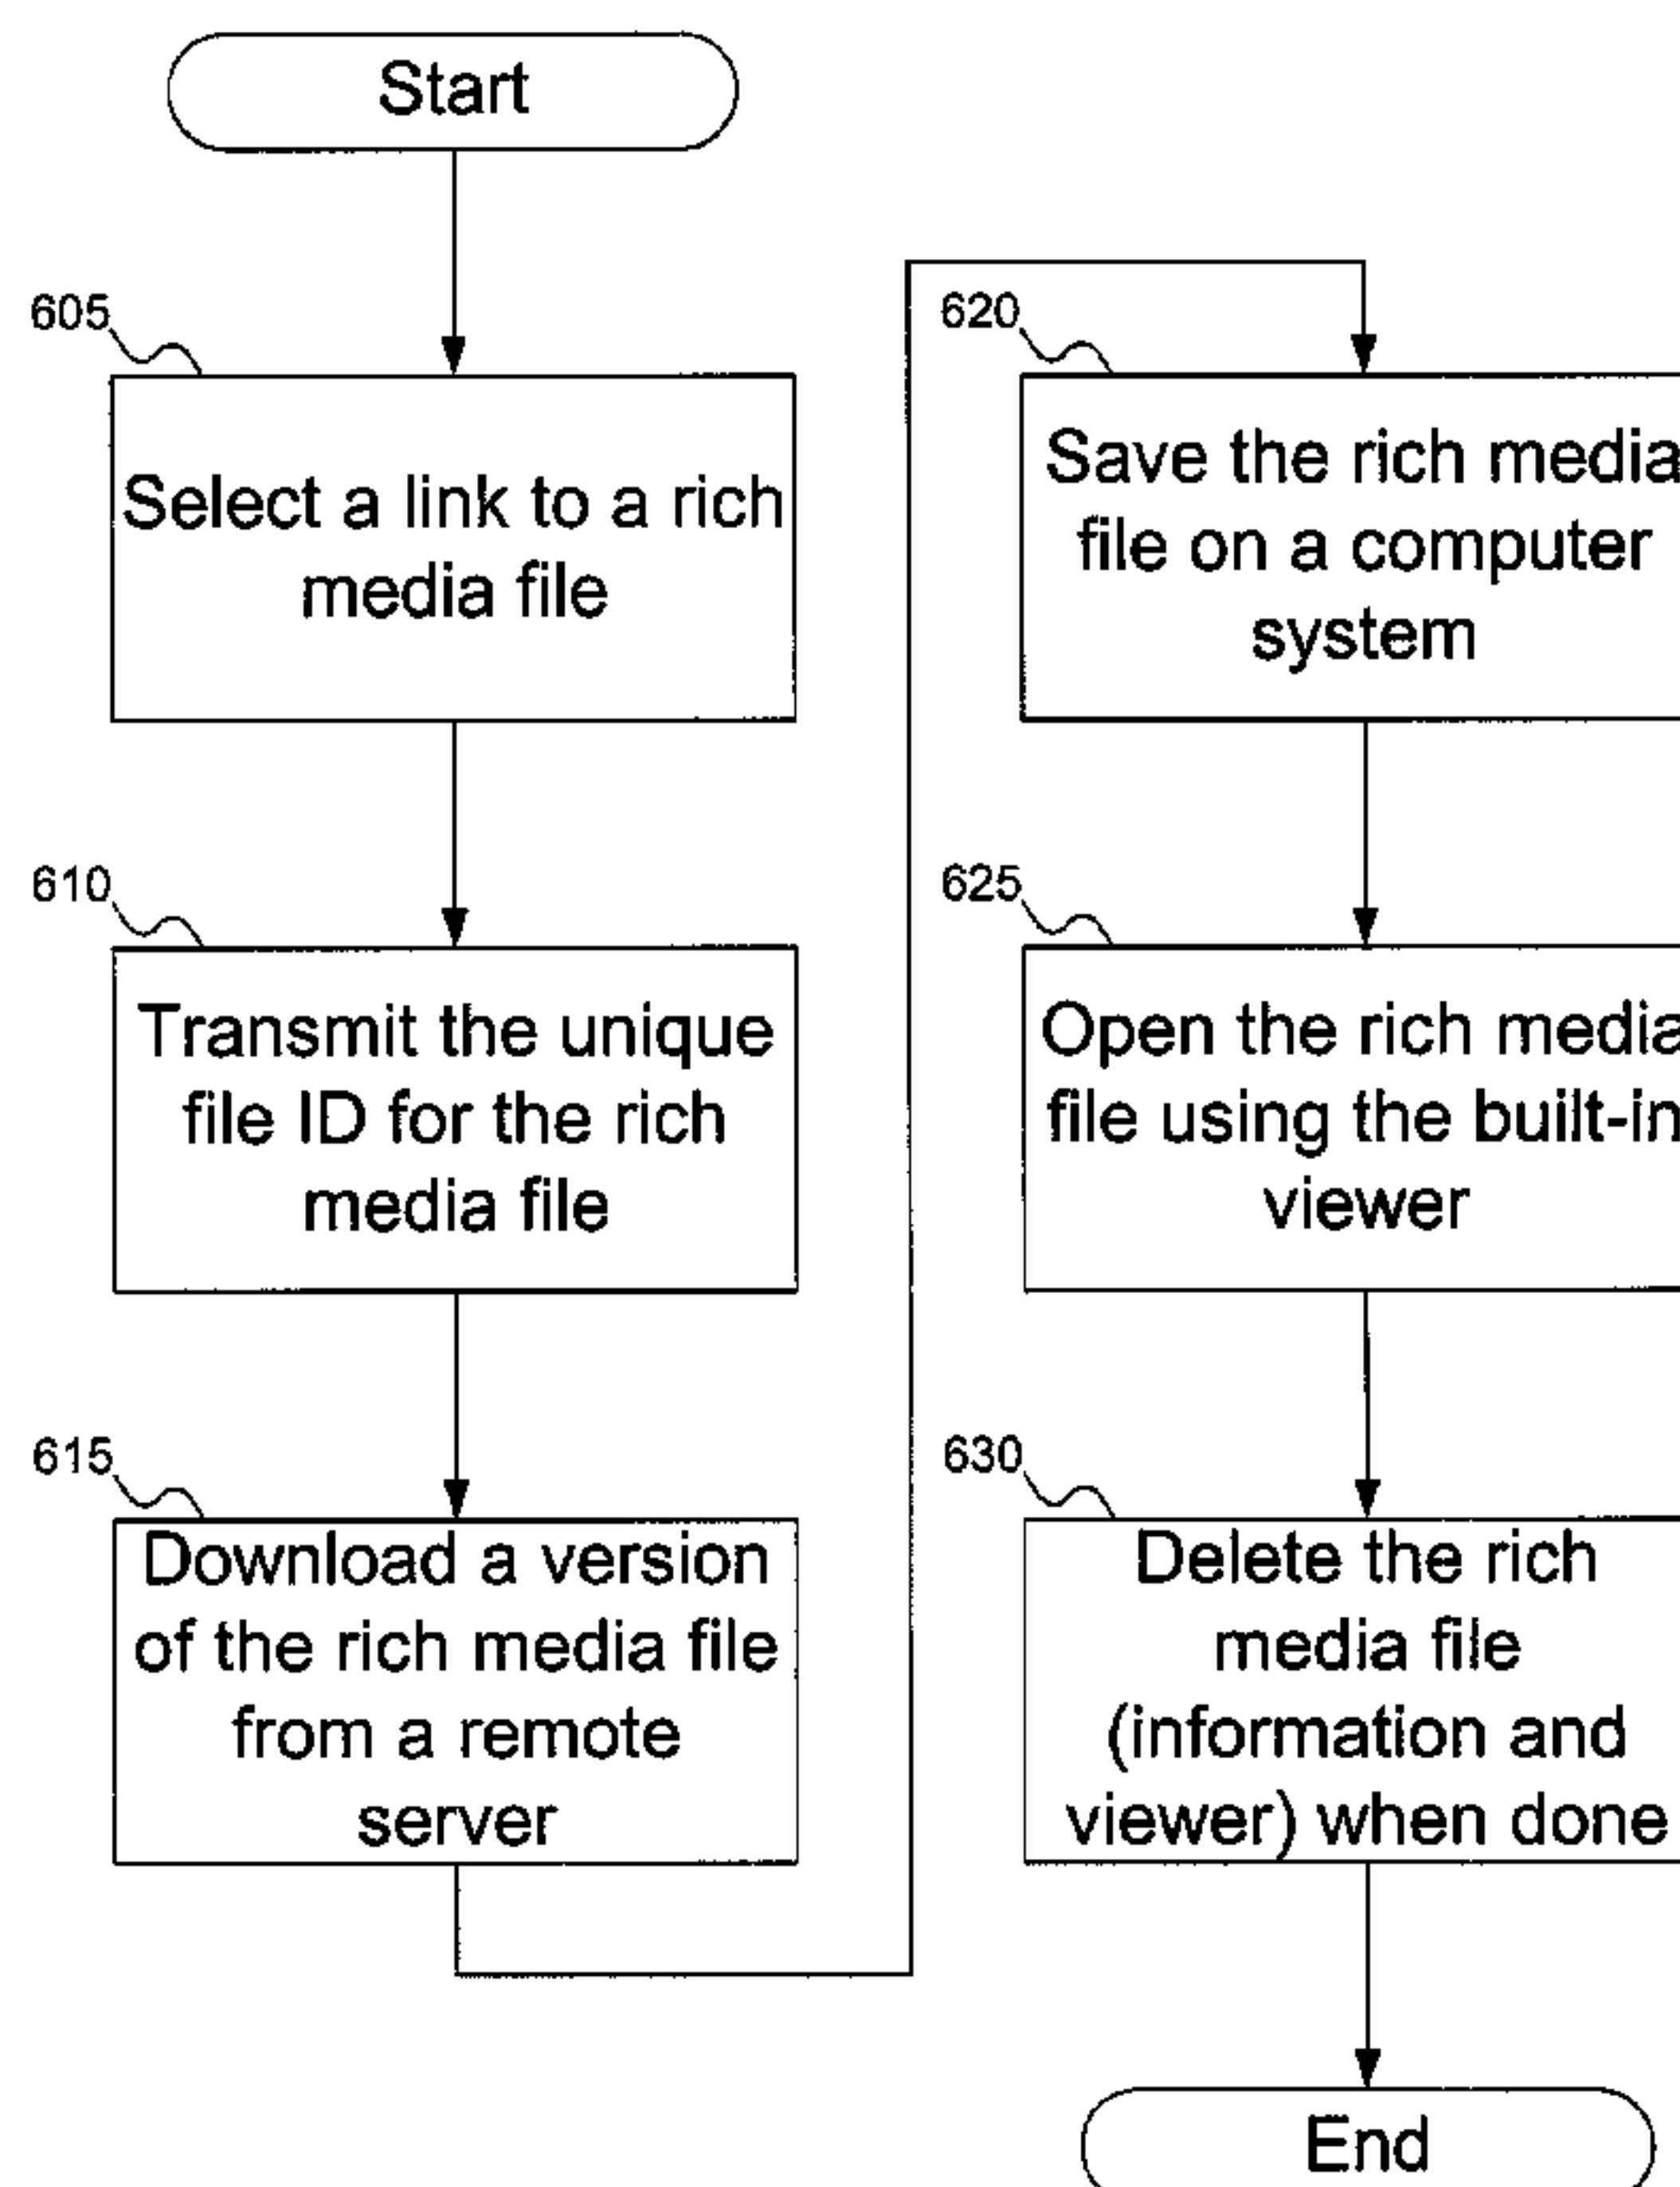 Start
605
Select a link to a rich
media file
610
Transmit the unique
file ID for the rich
media file
615
Download a version
of the rich media file
from a remote
server
620
Save the rich media
file on a computer
system
625
Open the rich media
file using the built-in
viewer
630
Delete the rich
media file
(information and
viewer) when done
End